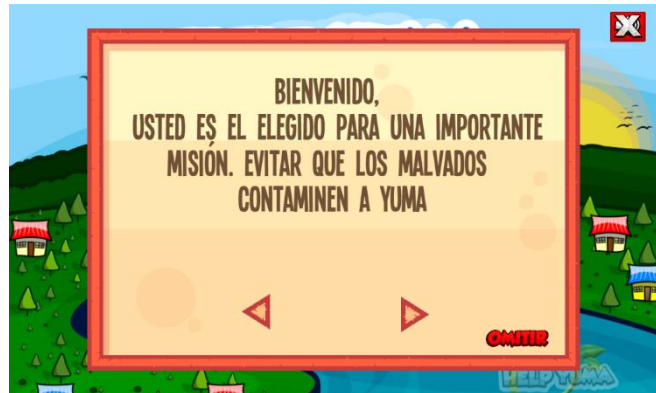 BIENVENIDO,
USTED ES EL ELEGIDO PARA UNA IMPORTANTE
MISIÓN. EVITAR QUE LOS MALVADOS
CONTAMINEN A YUMA
OMITIR
HELP YUMA